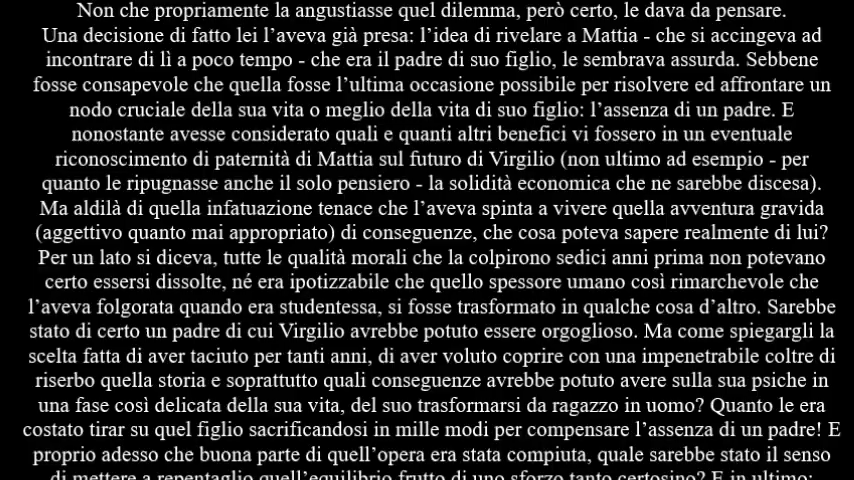 Non che propriamente la angustiasse quel dilemma, però certo, le dava da pensare.
Una decisione di fatto lei l’aveva già presa: l’idea di rivelare a Mattia - che si accingeva ad
incontrare di lì a poco tempo - che era il padre di suo figlio, le sembrava assurda. Sebbene
fosse consapevole che quella fosse l’ultima occasione possibile per risolvere ed affrontare un
nodo cruciale della sua vita o meglio della vita di suo figlio: l’assenza di un padre. E
nonostante avesse considerato quali e quanti altri benefici vi fossero in un eventuale
riconoscimento di paternità di Mattia sul futuro di Virgilio (non ultimo ad esempio - per
quanto le ripugnasse anche il solo pensiero - la solidità economica che ne sarebbe discesa).
Ma aldilà di quella infatuazione tenace che l’aveva spinta a vivere quella avventura gravida
(aggettivo quanto mai appropriato) di conseguenze, che cosa poteva sapere realmente di lui?
Per un lato si diceva, tutte le qualità morali che la colpirono sedici anni prima non potevano
certo essersi dissolte, né era ipotizzabile che quello spessore umano così rimarchevole che
l’aveva folgorata quando era studentessa, si fosse trasformato in qualche cosa d’altro. Sarebbe
stato di certo un padre di cui Virgilio avrebbe potuto essere orgoglioso. Ma come spiegargli la
scelta fatta di aver taciuto per tanti anni, di aver voluto coprire con una impenetrabile coltre di
riserbo quella storia e soprattutto quali conseguenze avrebbe potuto avere sulla sua psiche in
una fase così delicata della sua vita, del suo trasformarsi da ragazzo in uomo? Quanto le era
costato tirar su quel figlio sacrificandosi in mille modi per compensare l’assenza di un padre! E
proprio adesso che buona parte di quell’opera era stata compiuta, quale sarebbe stato il senso
di mettere a repentaglio quell’equilibrio frutto di uno sforzo tanto certosino? E in ultimo: